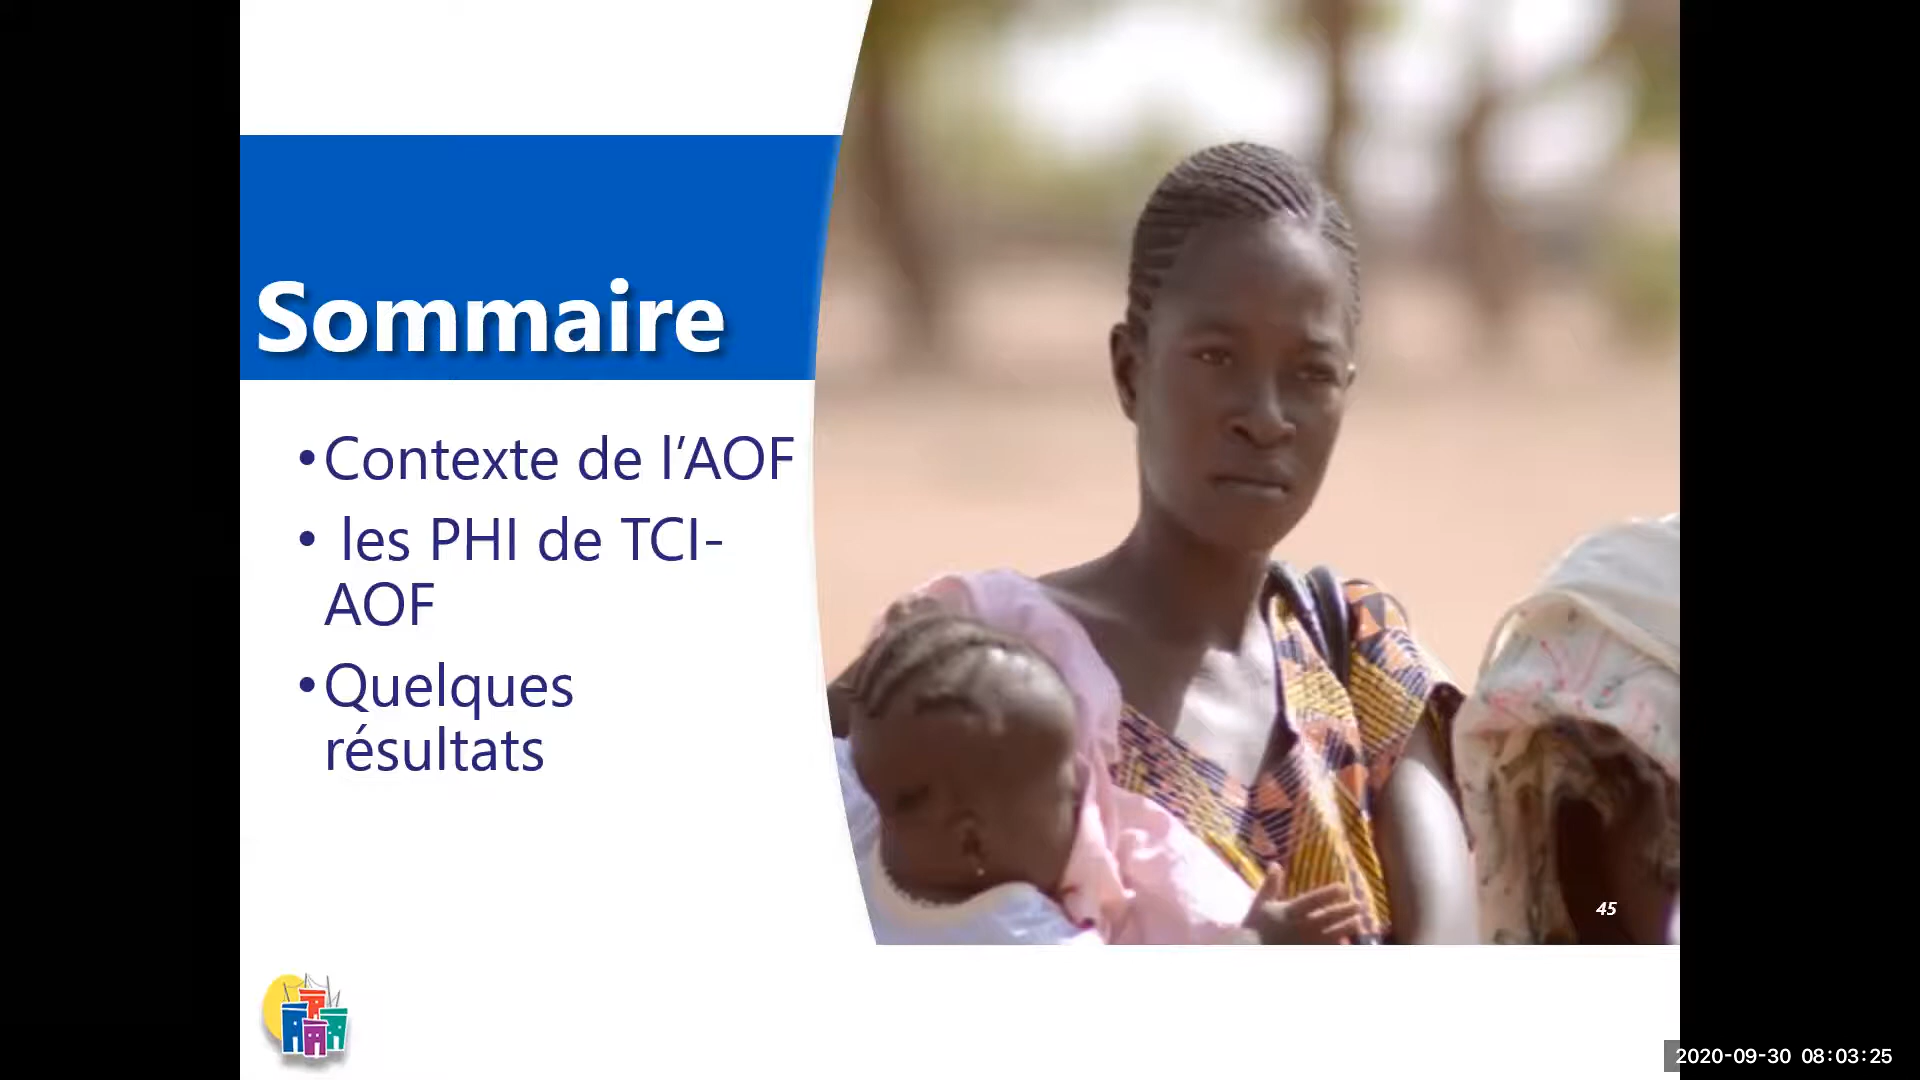 Sommaire
•Contexte de l’AOF
• les PHI de TCI-
AOF
•Quelques
résultats
45
2020-09-30 08:03:25